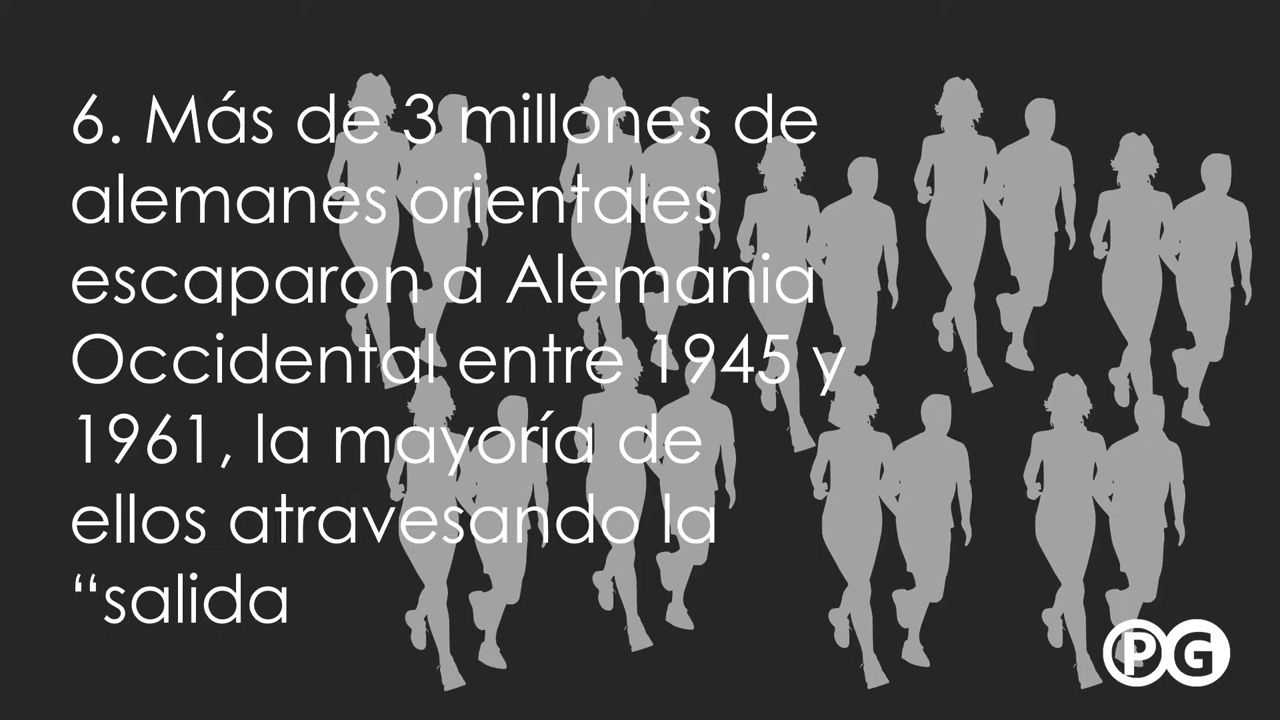 6. Más de 3 millones de
alemanes orientales
escaparon a Alemania
Occidental entre 1945 y
1961, la mayoría de
ellos atravesando la
“salida
PG